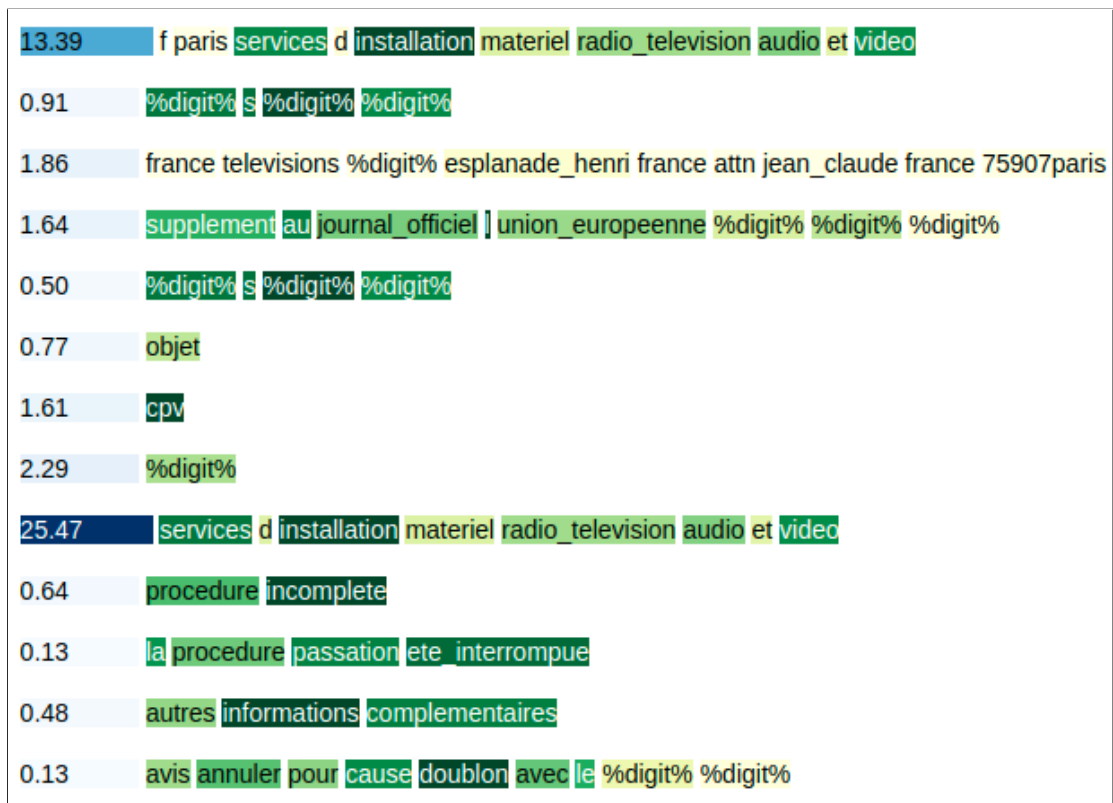 13.39 f paris services d installation materiel radio_television audio et video
0.91 %digit% s %digit% %digit%
1.86 france televisions %digit% esplanade_henri france attn jean_claude france 75907paris
1.64 supplement au journal_officiel l union_europeenne %digit% %digit% %digit%
0.50 %digit% s %digit% %digit%
0.77 objet
1.61 cpv
2.29 %digit%
25.47 services d installation materiel radio_television audio et video
0.64 procedure incomplete
0.13 la procedure passation ete_interrompue
0.48 autres informations complementaires
0.13 avis annuler pour cause doublon avec le %digit% %digit%